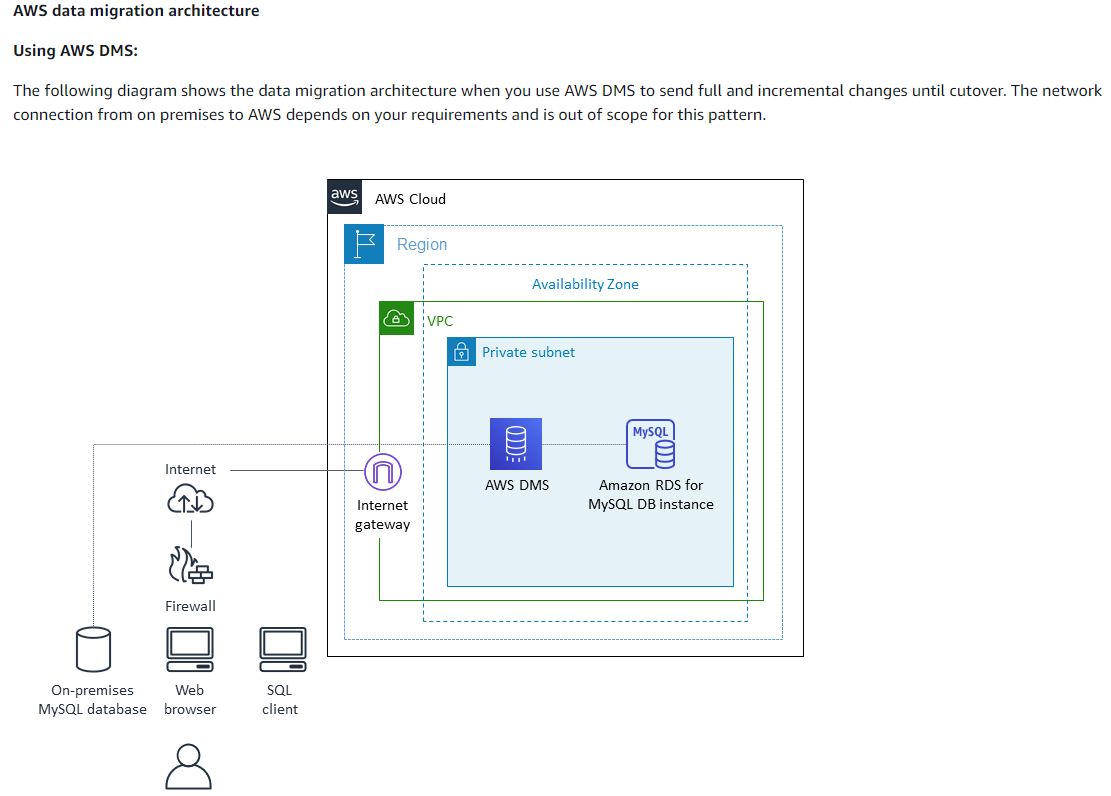 AWS data migration architecture
Using AWS DMS:
The following diagram shows the data migration architecture when you use AWS DMS to send full and incremental changes until cutover. The network
connection from on premises to AWS depends on your requirements and is out of scope for this pattern.
aws
AWS Cloud
Region
Availability Zone
VPC
Private subnet
MySQL
Internet
AWS DMS
Amazon RDS for
MySQL DB instance
Internet
gateway
Firewall
On-premises
MySQL database
Web
browser
SQL
client